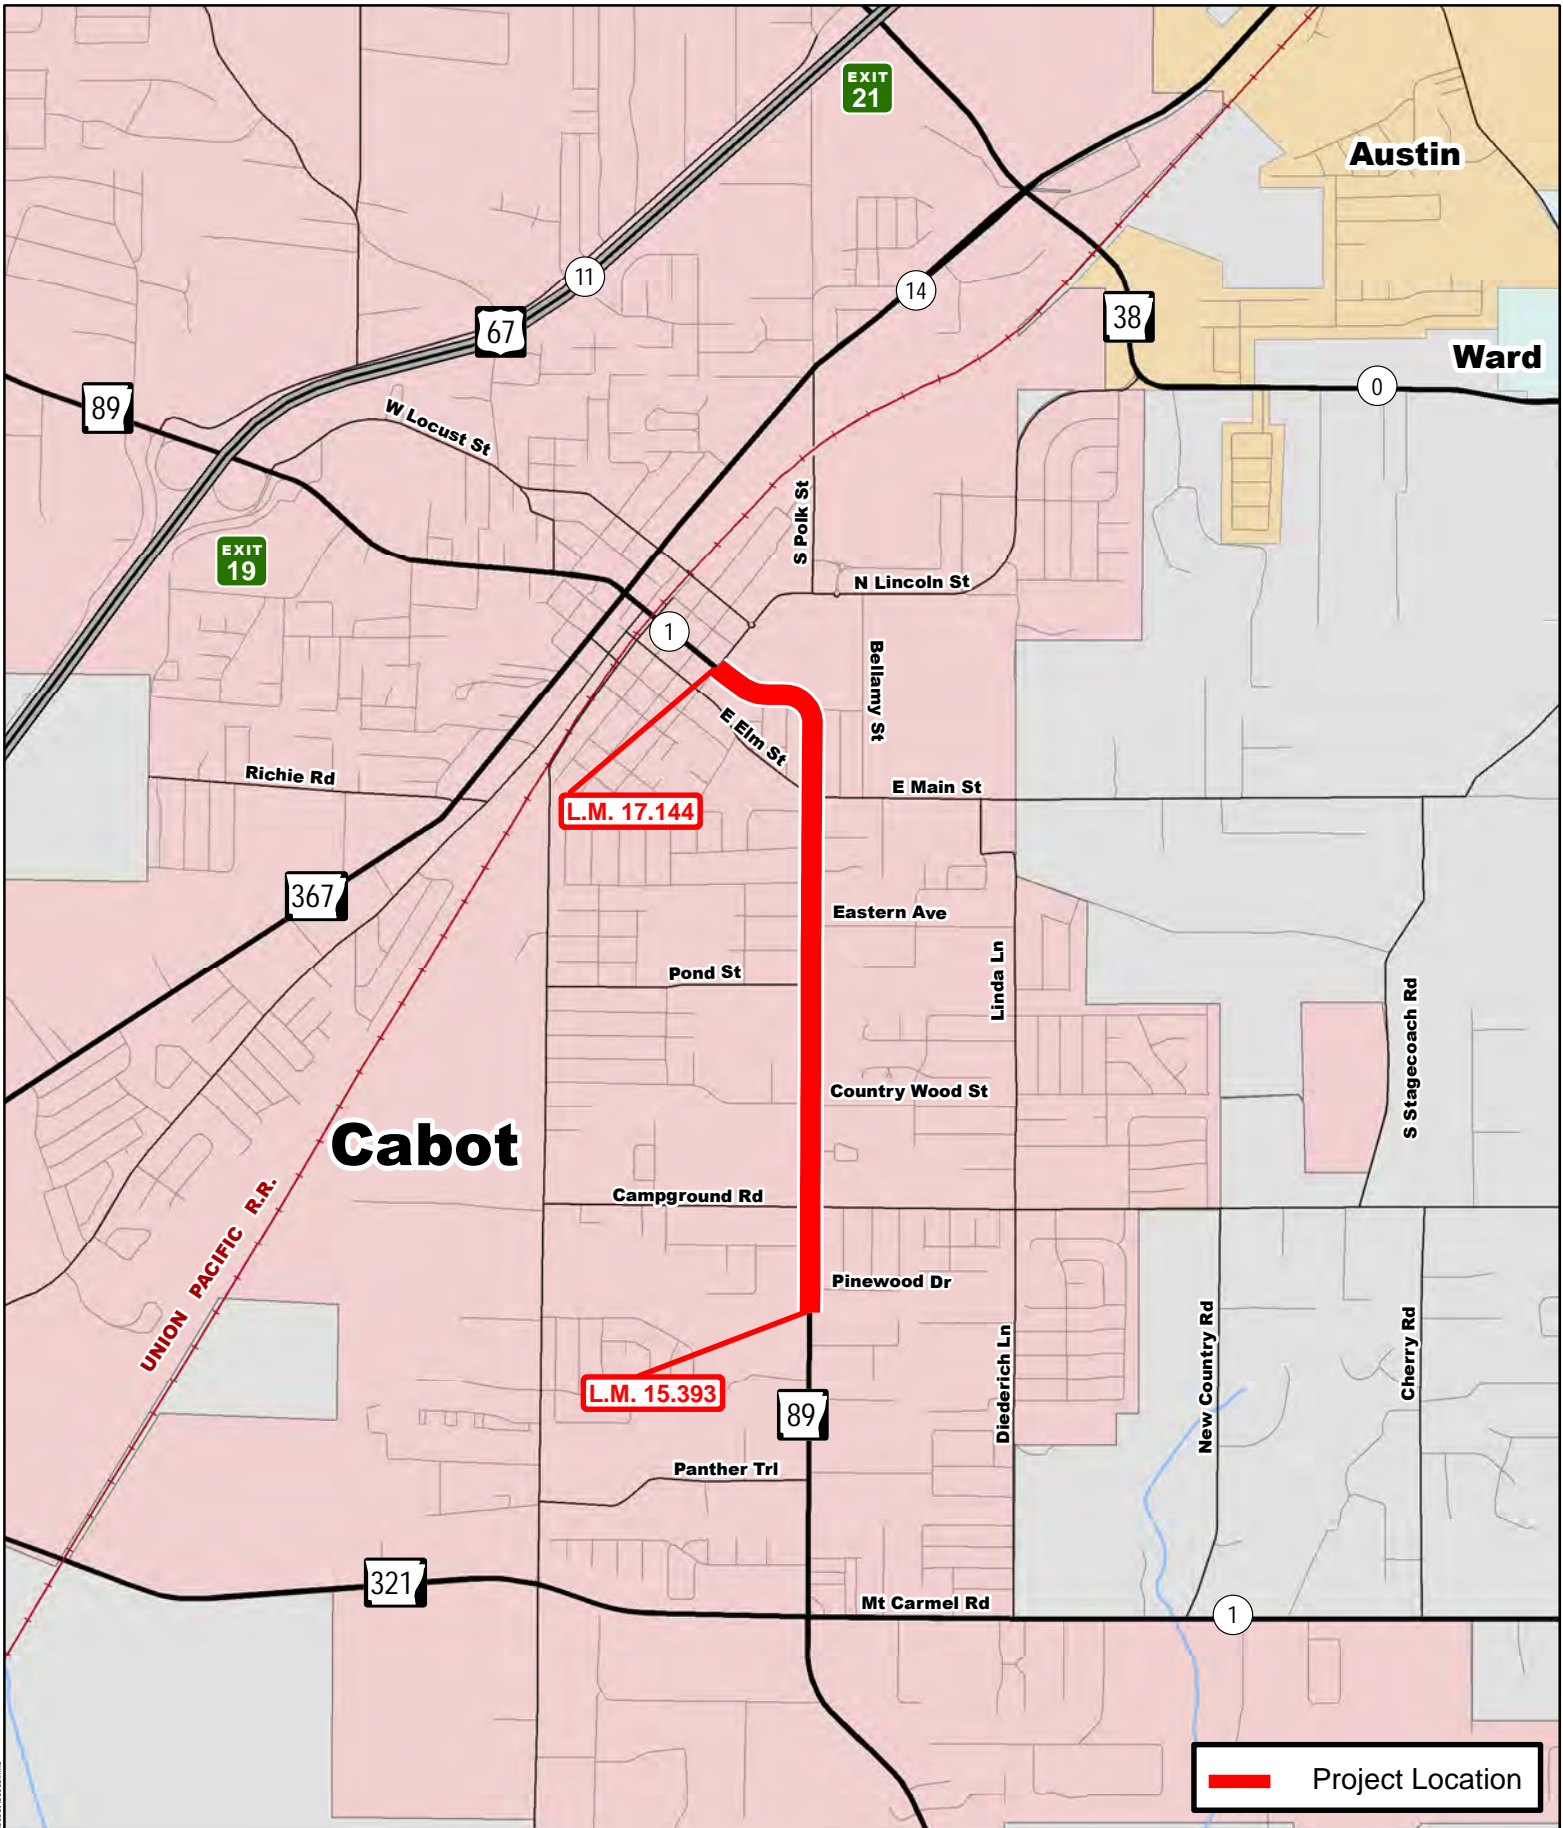 EXIT
21
Austin
11
14
67
38
Ward
0
89
W Locust St
S Polk St
EXIT
19
N Lincoln St
1
Bellamy St
E Elm St
Richie Rd
E Main St
L.M. 17.144
367
Eastern Ave
Pond St
Linda Ln
S Stagecoach Rd
Country Wood St
Cabot
Campground Rd
UNION PACIFIC R.R.
Pinewood Dr
New Country Rd
Cherry Rd
Diederich Ln
L.M. 15.393
89
Panther Trl
321
Mt Carmel Rd
1
Project Location